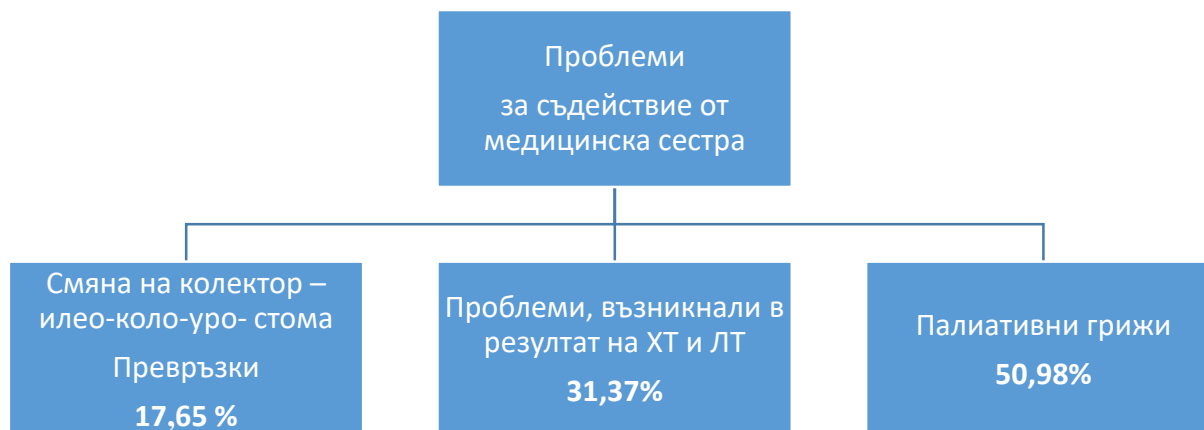 Проблеми
за съдействие от
медицинска сестра
Смяна на колектор –
илео-коло-уро- стома
Превръзки
17,65 %
Проблеми, възникнали в
резултат на ХТ и ЛТ
31,37%
Палиативни грижи
50,98%